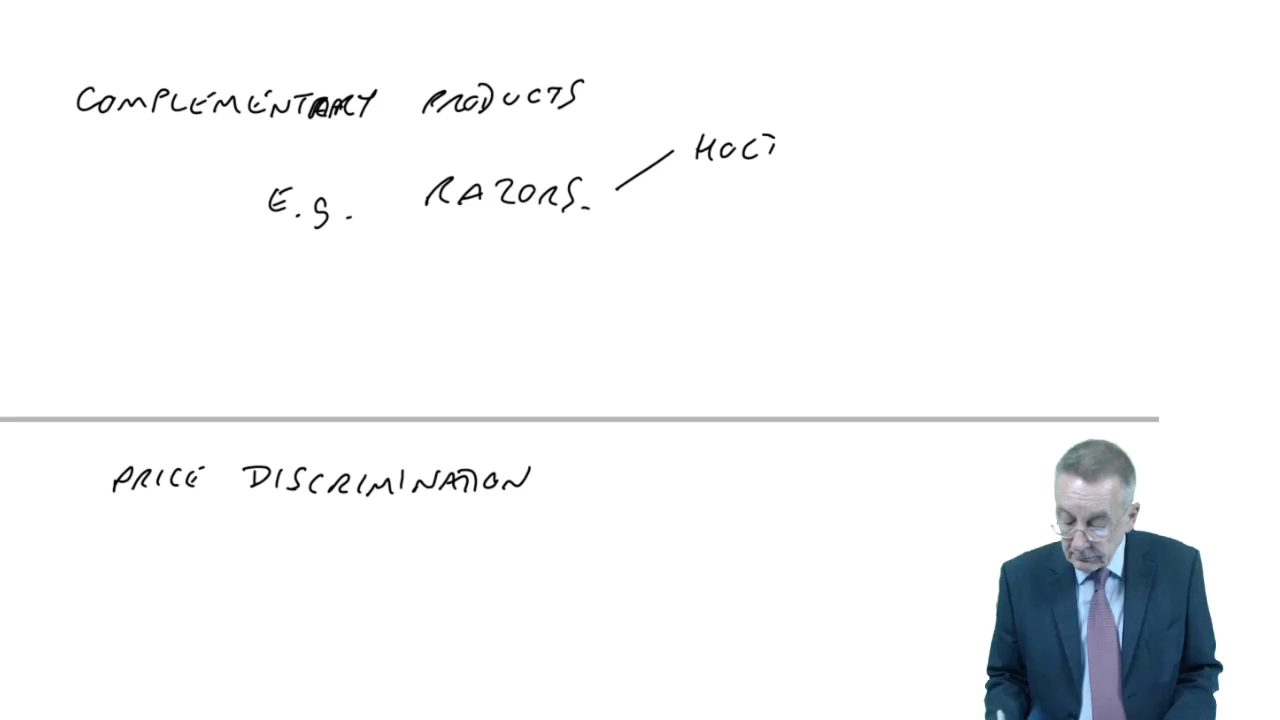 COMPLEMENTARY PRODUCTS
E.g. RAZORS.
PRICE DISCRIMINATION